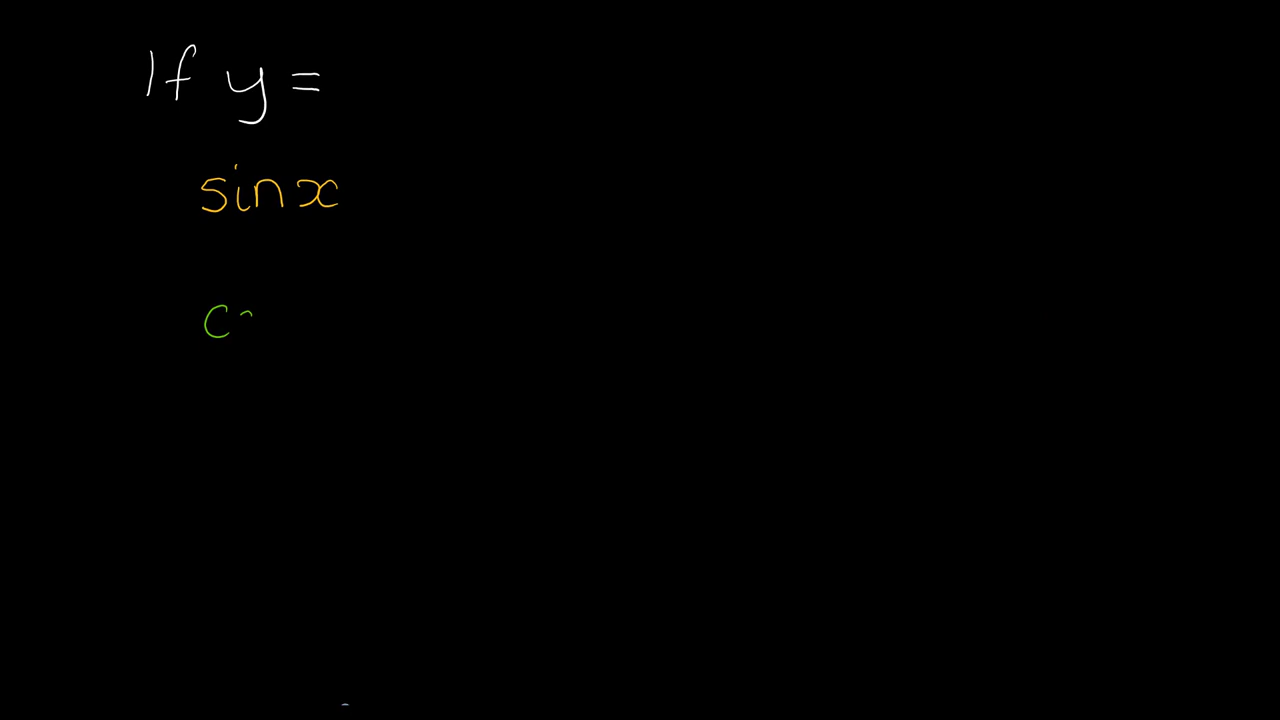 If y =
sin x
c